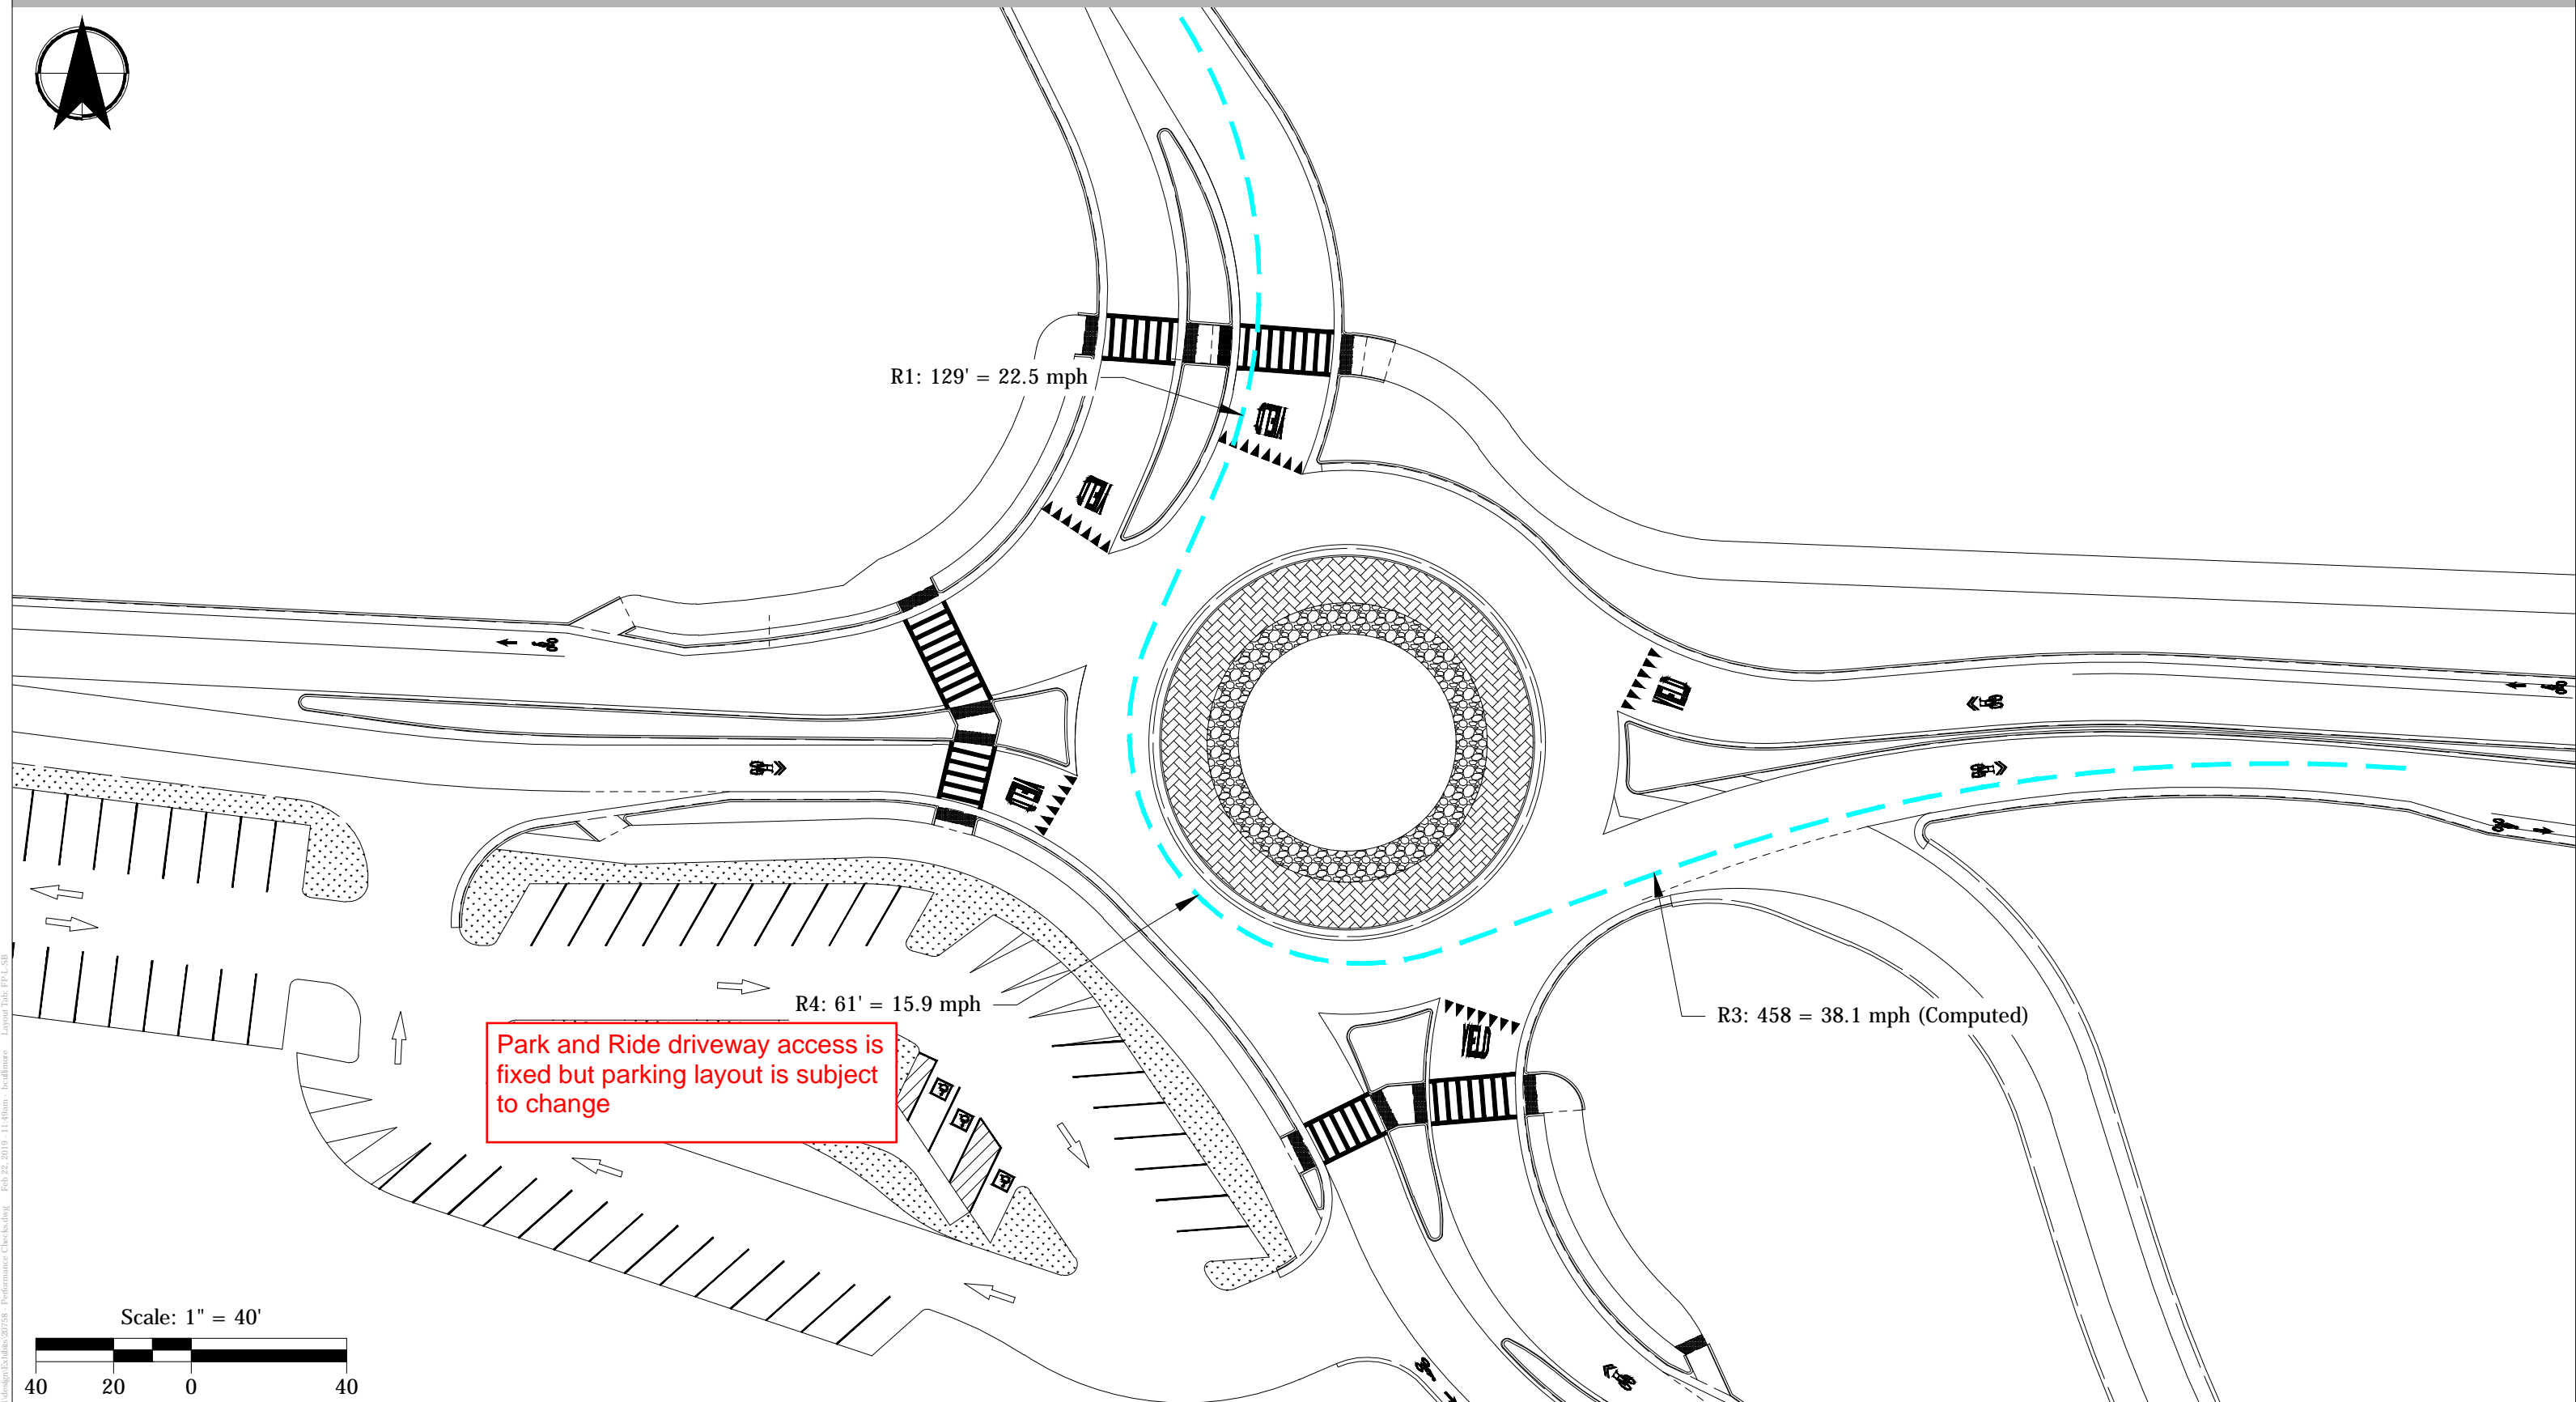 R1: 129' = 22.5 mph
R4: 61' = 15.9 mph
R3: 458 = 38.1 mph (Computed)
Park and Ride driveway access is
fixed but parking layout is subject
to change
Scale: 1" = 40'
40 20 0 40